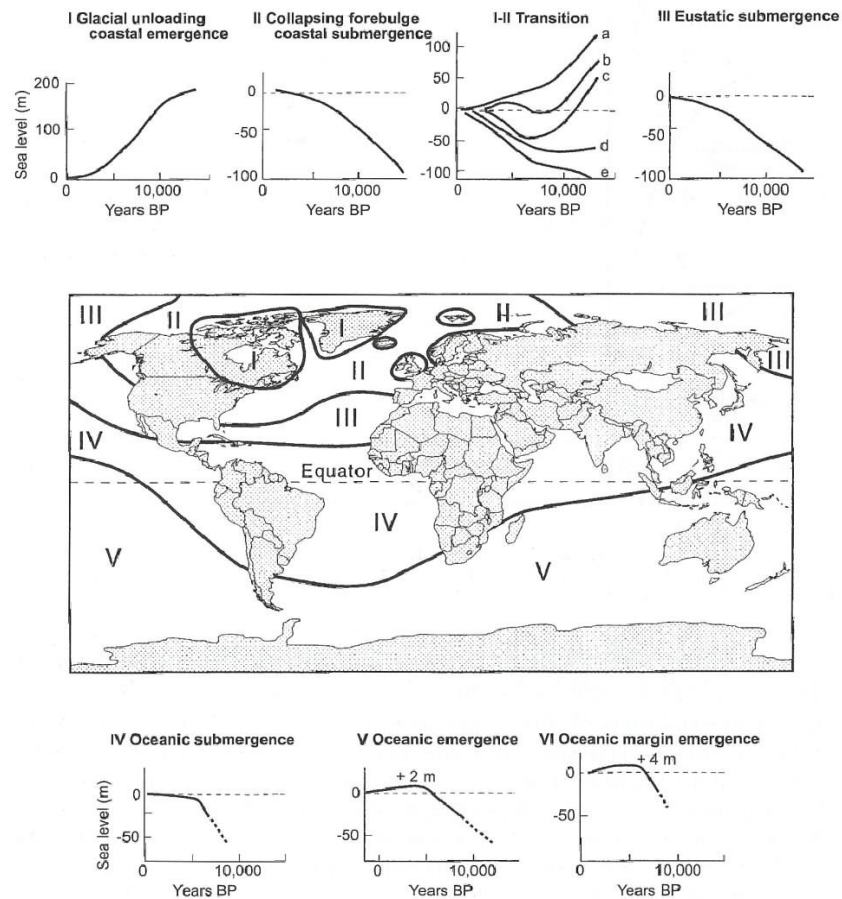 I Glacial unloading
coastal emergence
II Collapsing forebulge
coastal submergence
I-II Transition
III Eustatic submergence
Sea level (m)
200
100
0
0
10,000
Years BP
0
-50
-100
0
10,000
Years BP
100
50
0
-50
-100
a
b
c
d
e
0
10,000
Years BP
0
-50
-100
0
10,000
Years BP
III
II
I
I
II
II
III
III
III
IV
IV
Equator
IV
V
V
IV Oceanic submergence
V Oceanic emergence
VI Oceanic margin emergence
Sea level (m)
0
-50
0
10,000
Years BP
+ 2 m
0
-50
0
10,000
Years BP
+ 4 m
0
-50
0
10,000
Years BP